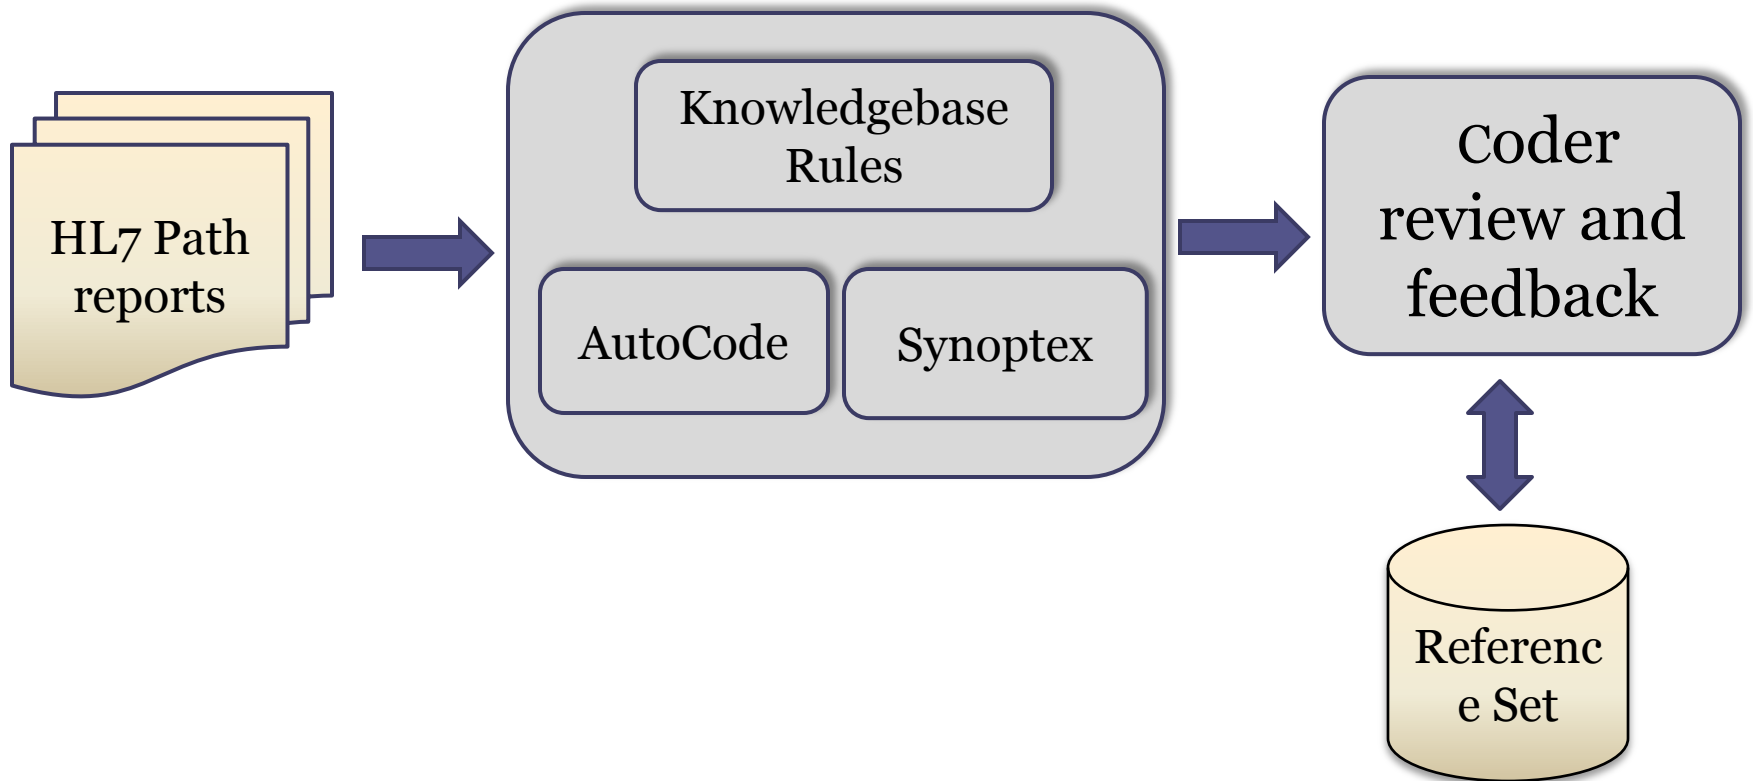 HL7 Path
reports
Knowledgebase
Rules
AutoCode
Synoptex
Coder
review and
feedback
Referenc
e Set